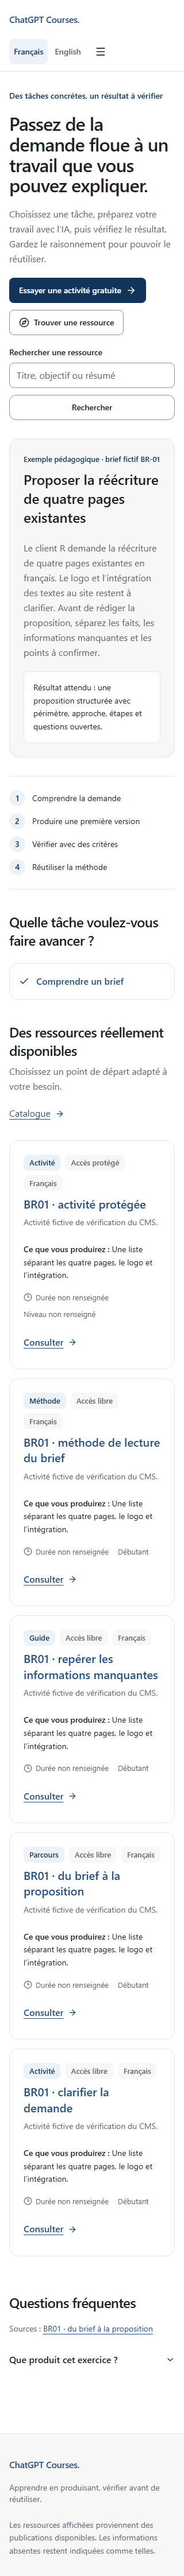 ChatGPT Courses.
Français English
Des tâches concrètes, un résultat à vérifier
Passez de la
demande floue à un
travail que vous
pouvez expliquer.
Choisissez une tâche, préparez votre
travail avec l'IA, puis vérifiez le résultat.
Gardez le raisonnement pour pouvoir le
réutiliser.
Essayer une activité gratuite
Trouver une ressource
Rechercher une ressource
Titre, objectif ou résumé
Rechercher
Exemple pédagogique · brief fictif BR-01
Proposer la réécriture
de quatre pages
existantes
Le client R demande la réécriture
de quatre pages existantes en
français. Le logo et l'intégration
des textes au site restent à
clarifier. Avant de rédiger la
proposition, séparez les faits, les
informations manquantes et les
points à confirmer.
Résultat attendu : une
proposition structurée avec
périmètre, approche, étapes et
questions ouvertes.
1 Comprendre la demande
2 Produire une première version
3 Vérifier avec des critères
4 Réutiliser la méthode
Quelle tâche voulez-vous
faire avancer ?
Comprendre un brief
Des ressources réellement
disponibles
Choisissez un point de départ adapté à
votre besoin.
Catalogue
Activité Accès protégé
Français
BR01 · activité protégée
Activité fictive de vérification du CMS.
Ce que vous produirez : Une liste
séparant les quatre pages, le logo et
l'intégration.
Durée non renseignée
Niveau non renseigné
Consulter
Méthode Accès libre
Français
BR01 · méthode de lecture
du brief
Activité fictive de vérification du CMS.
Ce que vous produirez : Une liste
séparant les quatre pages, le logo et
l'intégration.
Durée non renseignée Débutant
Consulter
Guide Accès libre Français
BR01 · repérer les
informations manquantes
Activité fictive de vérification du CMS.
Ce que vous produirez : Une liste
séparant les quatre pages, le logo et
l'intégration.
Durée non renseignée Débutant
Consulter
Parcours Accès libre Français
BR01 · du brief à la
proposition
Activité fictive de vérification du CMS.
Ce que vous produirez : Une liste
séparant les quatre pages, le logo et
l'intégration.
Durée non renseignée Débutant
Consulter
Activité Accès libre Français
BR01 · clarifier la
demande
Activité fictive de vérification du CMS.
Ce que vous produirez : Une liste
séparant les quatre pages, le logo et
l'intégration.
Durée non renseignée Débutant
Consulter
Questions fréquentes
Sources : BR01 · du brief à la proposition
Que produit cet exercice ?
ChatGPT Courses.
Apprendre en produisant, vérifier avant de
réutiliser.
Les ressources affichées proviennent des
publications disponibles. Les informations
absentes restent indiquées comme telles.